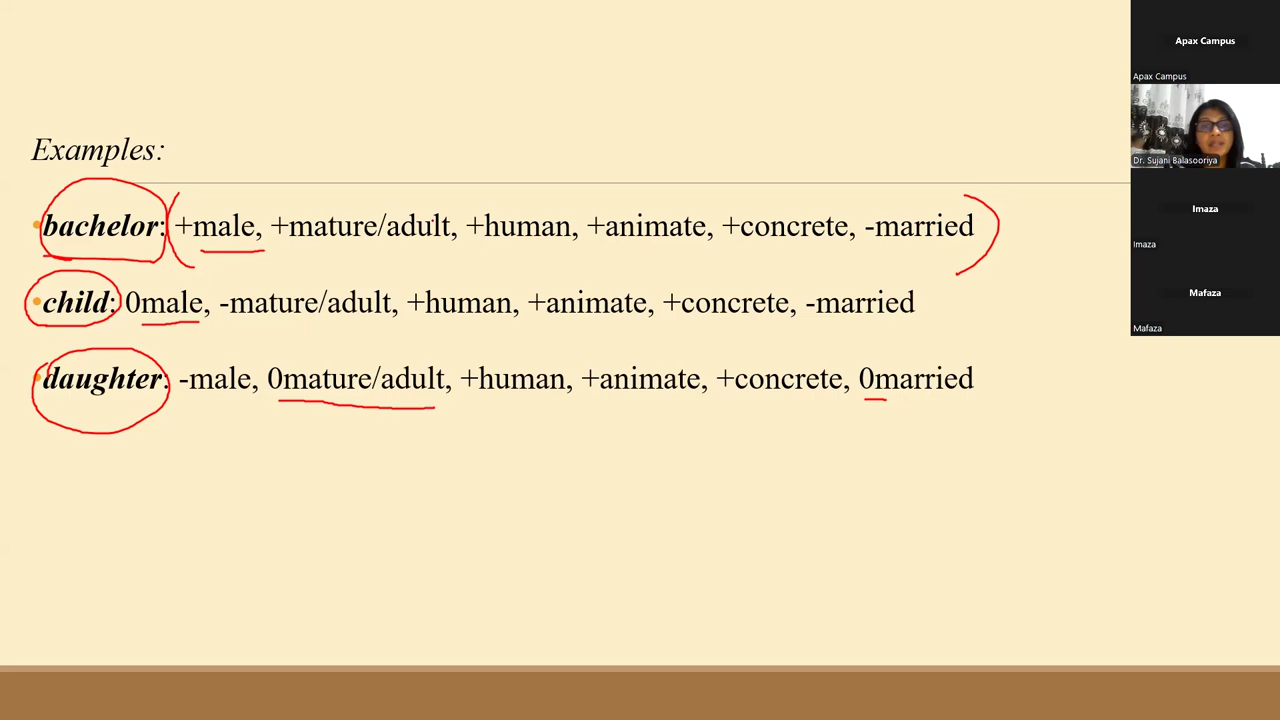 Examples:
•bachelor: +male, +mature/adult, +human, +animate, +concrete, -married
•child: 0male, -mature/adult, +human, +animate, +concrete, -married
•daughter: -male, 0mature/adult, +human, +animate, +concrete, 0married
Apax Campus
Apax Campus
Dr. Sujani Balasooriya
Imaza
Imaza
Mafaza
Mafaza